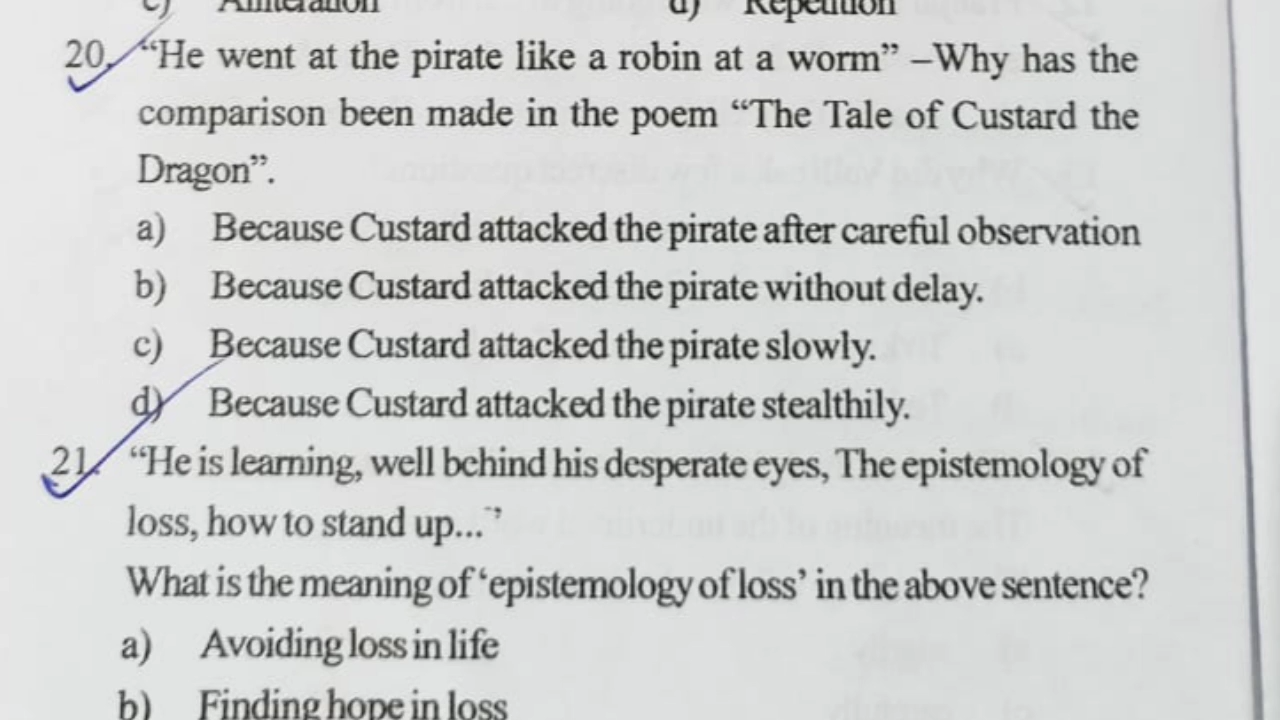 c) Alliteration d) Repetition
20. “He went at the pirate like a robin at a worm” –Why has the
comparison been made in the poem “The Tale of Custard the
Dragon”.
a) Because Custard attacked the pirate after careful observation
b) Because Custard attacked the pirate without delay.
c) Because Custard attacked the pirate slowly.
d) Because Custard attacked the pirate stealthily.
21. “He is learning, well behind his desperate eyes, The epistemology of
loss, how to stand up...”
What is the meaning of ‘epistemology of loss’ in the above sentence?
a) Avoiding loss in life
b) Finding hope in loss